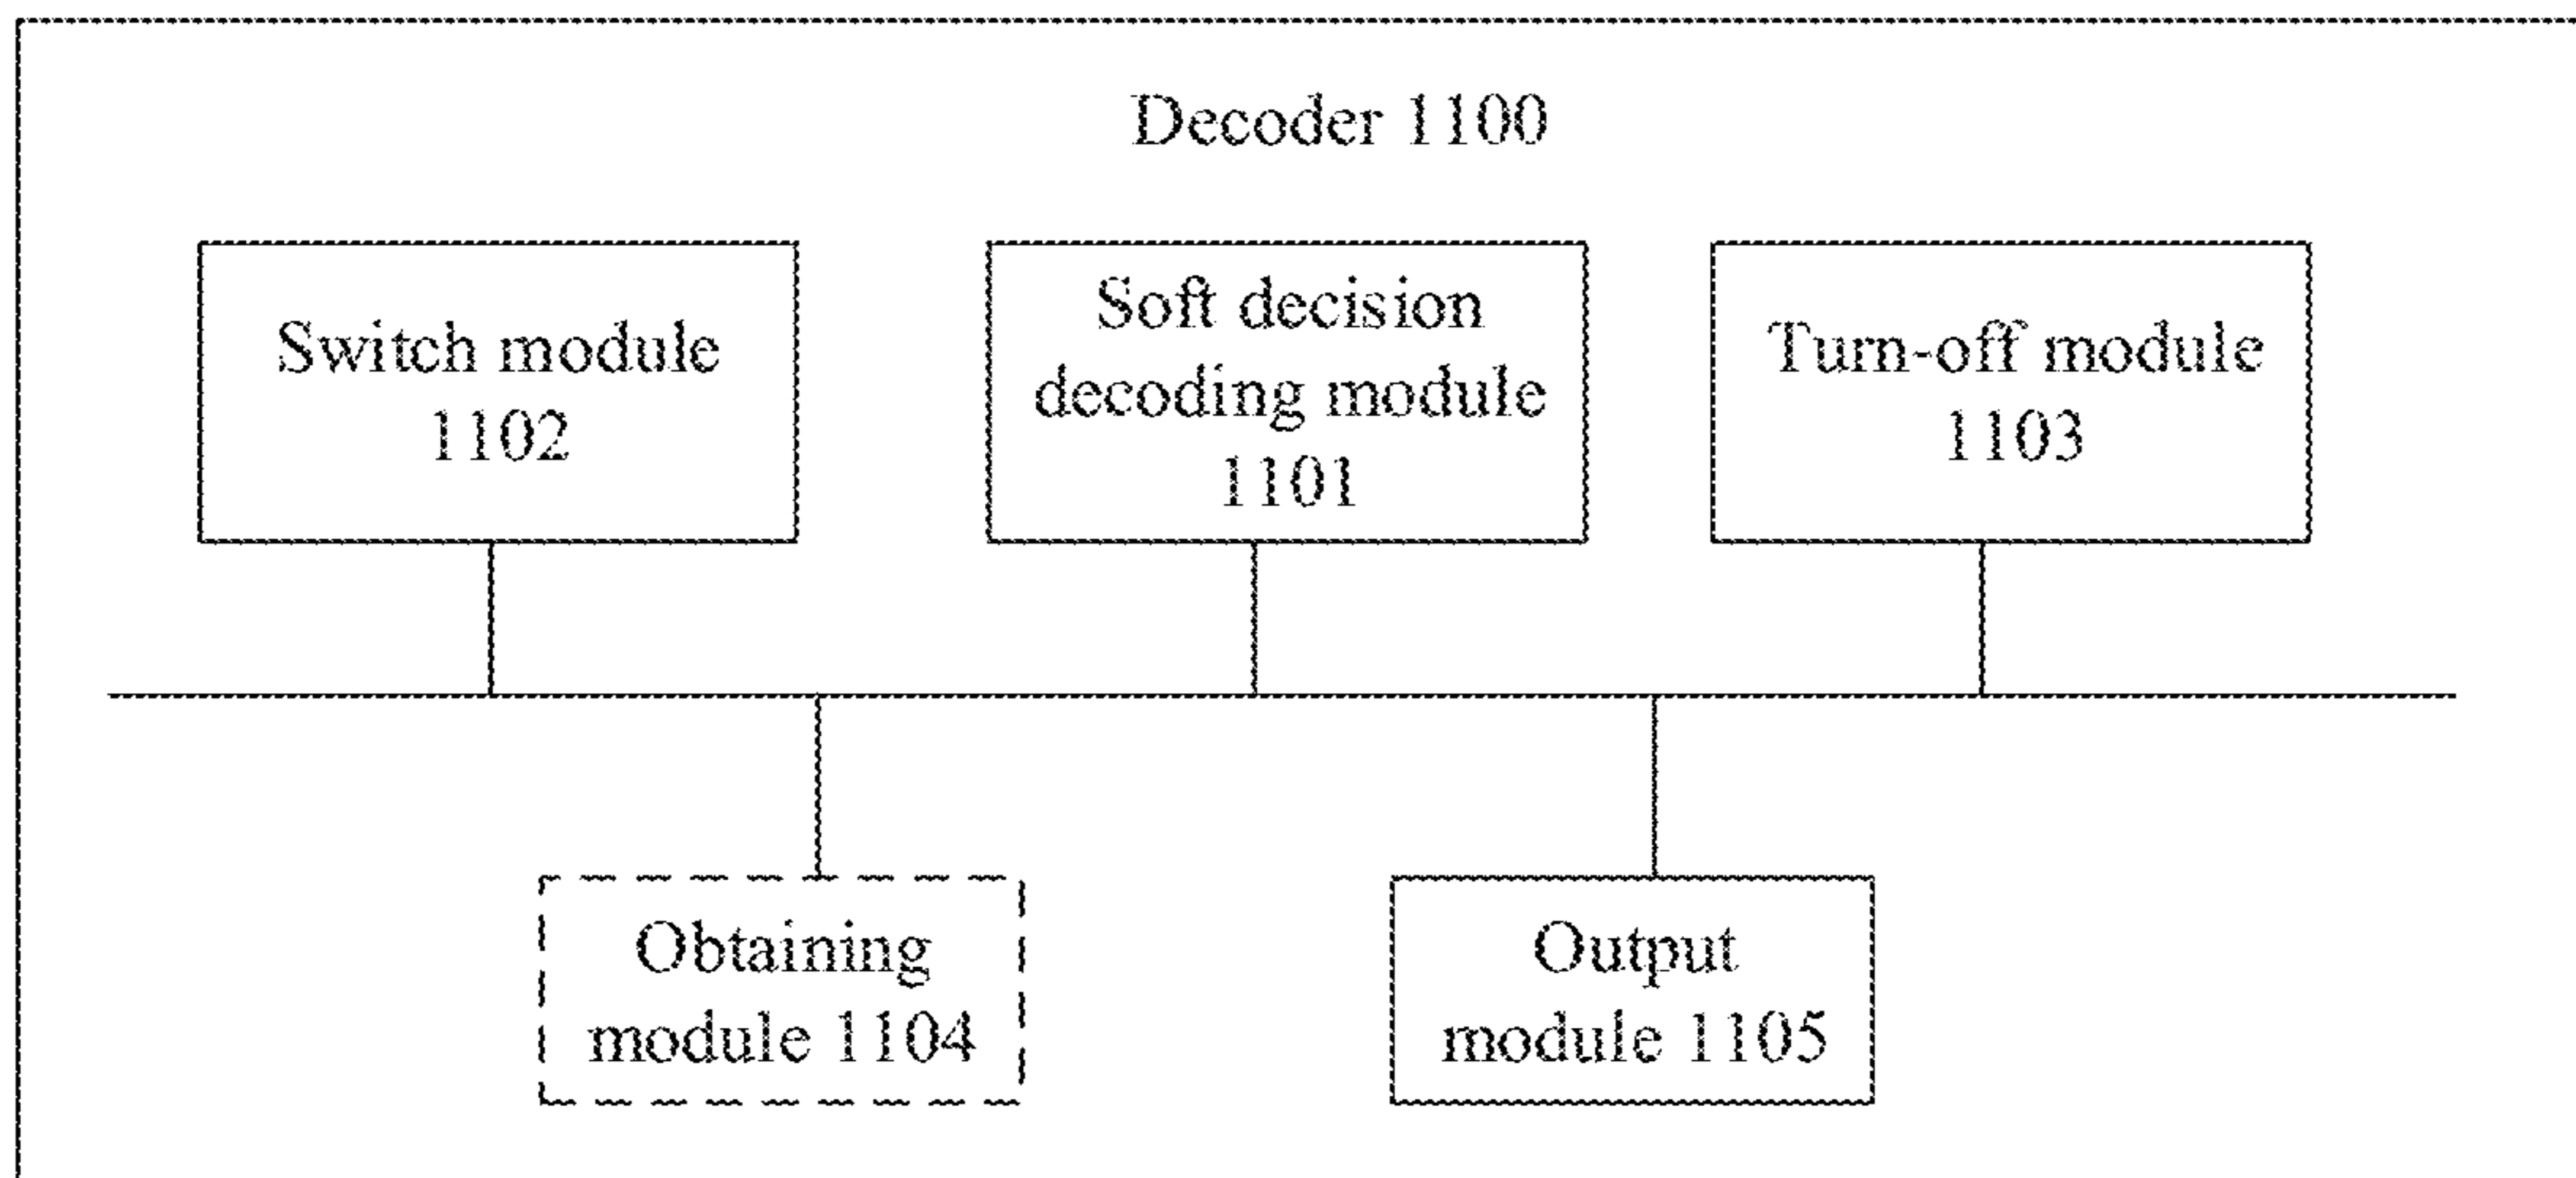 Decoder 1100
Switch module
1102
Soft decision
decoding module
1101
Turn-off module
1103
Obtaining
module 1104
Output
module 1105